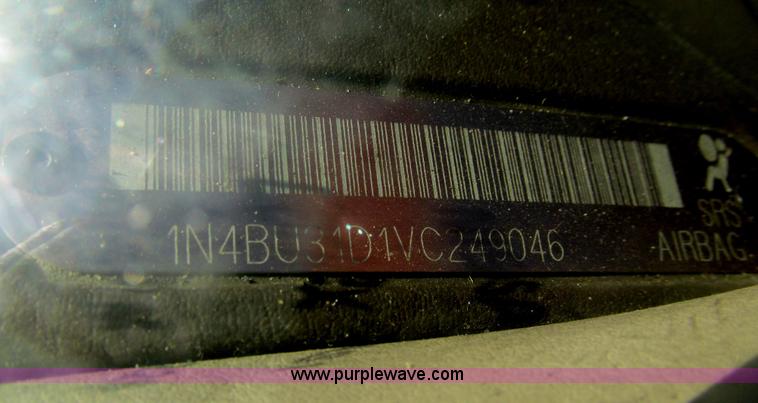 1N4BU31D1VC249046
SRS
AIRBAG
www.purplewave.com